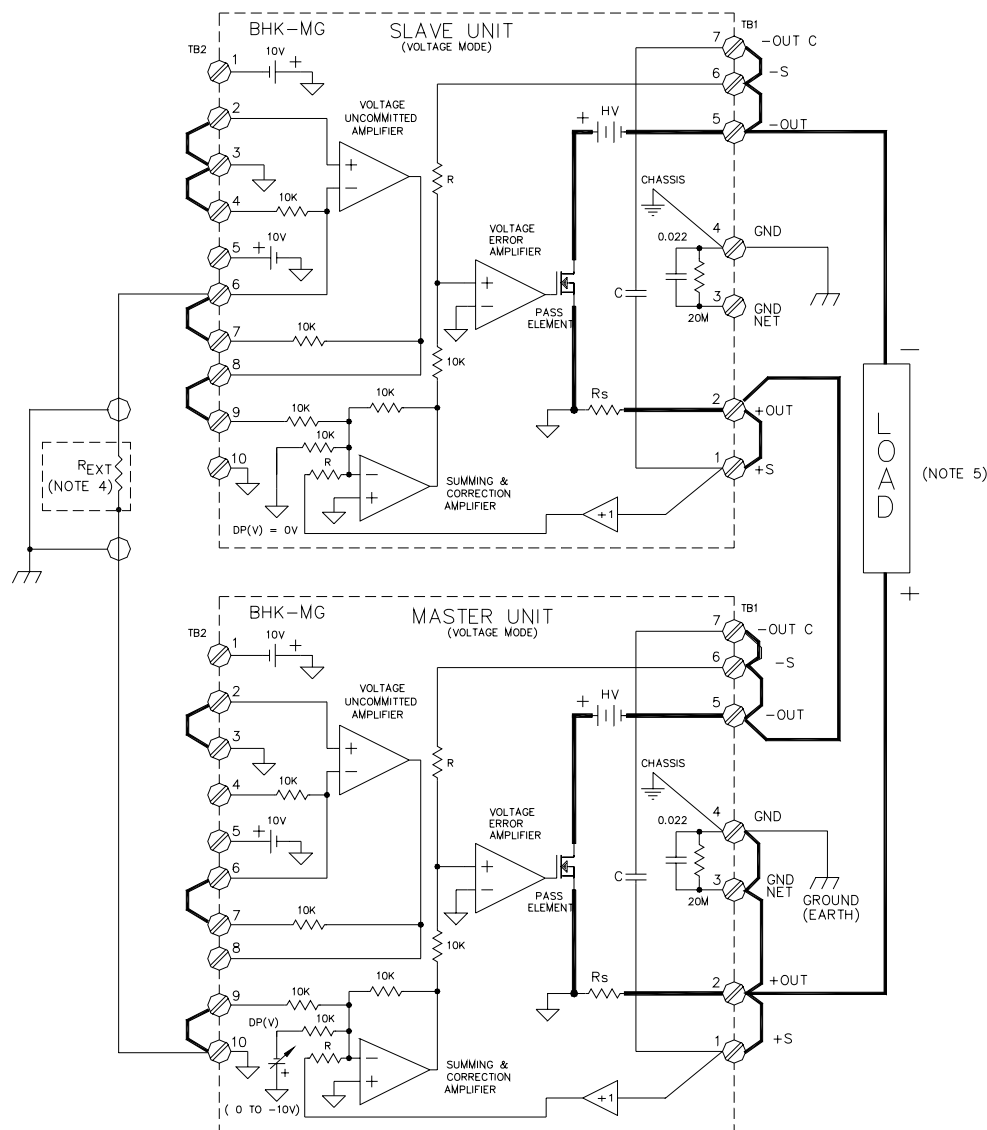 BHK-MG
SLAVE UNIT
(VOLTAGE MODE)
TB2
TB1
1
10V
+
7
-OUT C
6
-S
2
VOLTAGE
UNCOMMITTED
AMPLIFIER
+
HV
5
-OUT
3
+
-
R
CHASSIS
4
10K
VOLTAGE
ERROR
AMPLIFIER
4
GND
0.022
5
+
10V
+
-
C
6
3
GND
NET
20M
PASS
ELEMENT
7
10K
-
8
10K
Rs
2
+OUT
LOAD
(NOTE 5)
9
10K
10K
10K
R
-
+
1
+S
10
REXT
(NOTE 4)
SUMMING &
CORRECTION
AMPLIFIER
+1
DP(V) = 0V
+
BHK-MG
MASTER UNIT
(VOLTAGE MODE)
TB2
TB1
1
10V
+
7
-OUT C
6
-S
2
VOLTAGE
UNCOMMITTED
AMPLIFIER
+
HV
5
-OUT
3
+
-
R
CHASSIS
4
10K
VOLTAGE
ERROR
AMPLIFIER
4
GND
0.022
5
+
10V
+
-
C
6
3
GND
NET
20M
GROUND
(EARTH)
PASS
ELEMENT
7
10K
8
10K
Rs
2
+OUT
9
10K
10K
DP(V)
10K
R
-
+
1
+S
10
+
SUMMING &
CORRECTION
AMPLIFIER
+1
( 0 TO -10V)